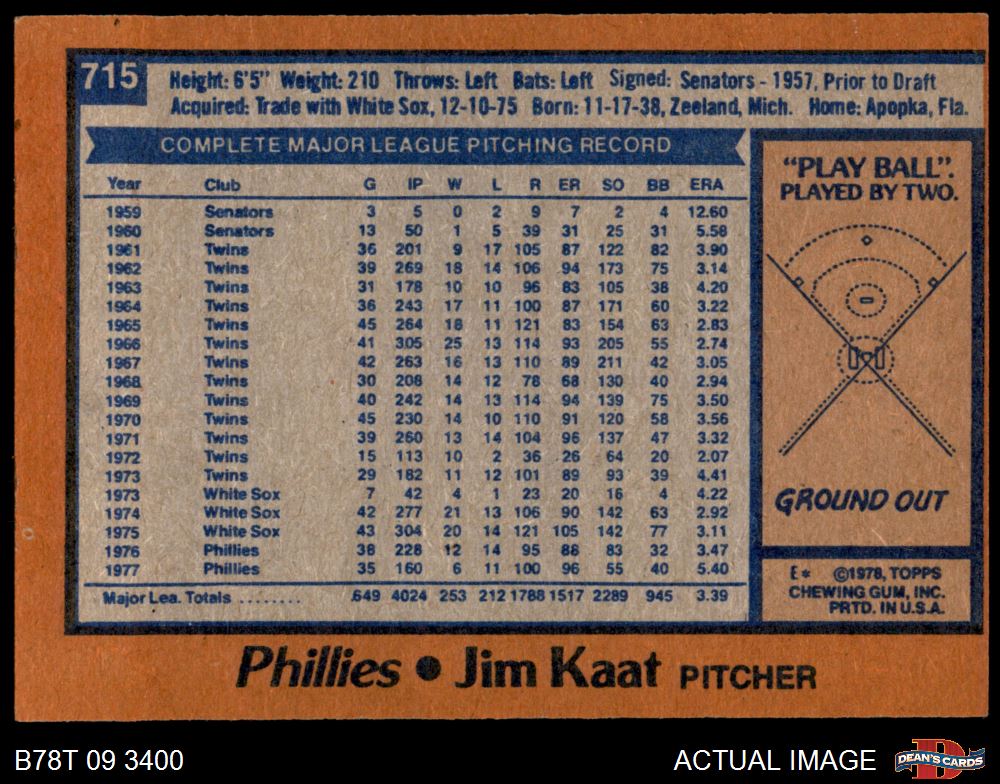 715
Height: 6'5" Weight: 210 Throws: Left Bats: Left Signed: Senators - 1957, Prior to Draft
Acquired: Trade with White Sox, 12-10-75 Born: 11-17-38, Zeeland, Mich. Home: Apopka, Fla.
COMPLETE MAJOR LEAGUE PITCHING RECORD
Year Club G IP W L R ER SO BB ERA
1959 Senators 3 5 0 2 9 7 2 4 12.60
1960 Senators 13 50 1 5 39 31 25 31 5.58
1961 Twins 36 201 9 17 105 87 122 82 3.90
1962 Twins 39 269 18 14 106 94 173 75 3.14
1963 Twins 31 178 10 10 96 83 105 38 4.20
1964 Twins 36 243 17 11 100 87 171 60 3.22
1965 Twins 45 264 18 11 121 83 154 63 2.83
1966 Twins 41 305 25 13 114 93 205 55 2.74
1967 Twins 42 263 16 13 110 89 211 42 3.05
1968 Twins 30 208 14 12 78 68 130 40 2.94
1969 Twins 40 242 14 13 114 94 139 75 3.50
1970 Twins 45 230 14 10 110 91 120 58 3.56
1971 Twins 39 260 13 14 104 96 137 47 3.32
1972 Twins 15 113 10 2 36 26 64 20 2.07
1973 Twins 29 182 11 12 101 89 93 39 4.41
1973 White Sox 7 42 4 1 23 20 16 4 4.22
1974 White Sox 42 277 21 13 106 90 142 63 2.92
1975 White Sox 43 304 20 14 121 105 142 77 3.11
1976 Phillies 38 228 12 14 95 88 83 32 3.47
1977 Phillies 35 160 6 11 100 96 55 40 5.40
Major Lea. Totals ........ 649 4024 253 212 1788 1517 2289 945 3.39
"PLAY BALL".
PLAYED BY TWO.
GROUND OUT
E* ©1978, TOPPS
CHEWING GUM, INC.
PRTD. IN U.S.A.
Phillies • Jim Kaat PITCHER
B78T 09 3400 ACTUAL IMAGE
DEAN'S CARDS